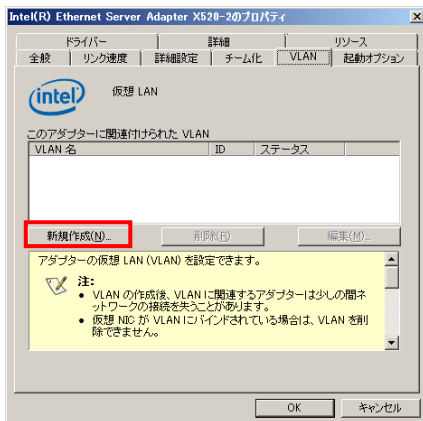 Intel(R) Ethernet Server Adapter X520-2のプロパティ
ドライバー 詳細 リソース
全般 リンク速度 詳細設定 チーム化 VLAN 起動オプション
intel 仮想 LAN
このアダプターに関連付けられた VLAN
VLAN 名 ID ステータス
新規作成(N)... 削除(R) 編集(M)...
アダプターの仮想 LAN (VLAN) を設定できます。
注:
• VLAN の作成後、VLAN に関連するアダプターは少しの間ネ
ットワークの接続を失うことがあります。
• 仮想 NIC が VLAN にバインドされている場合は、VLAN を削
除できません。
OK キャンセル